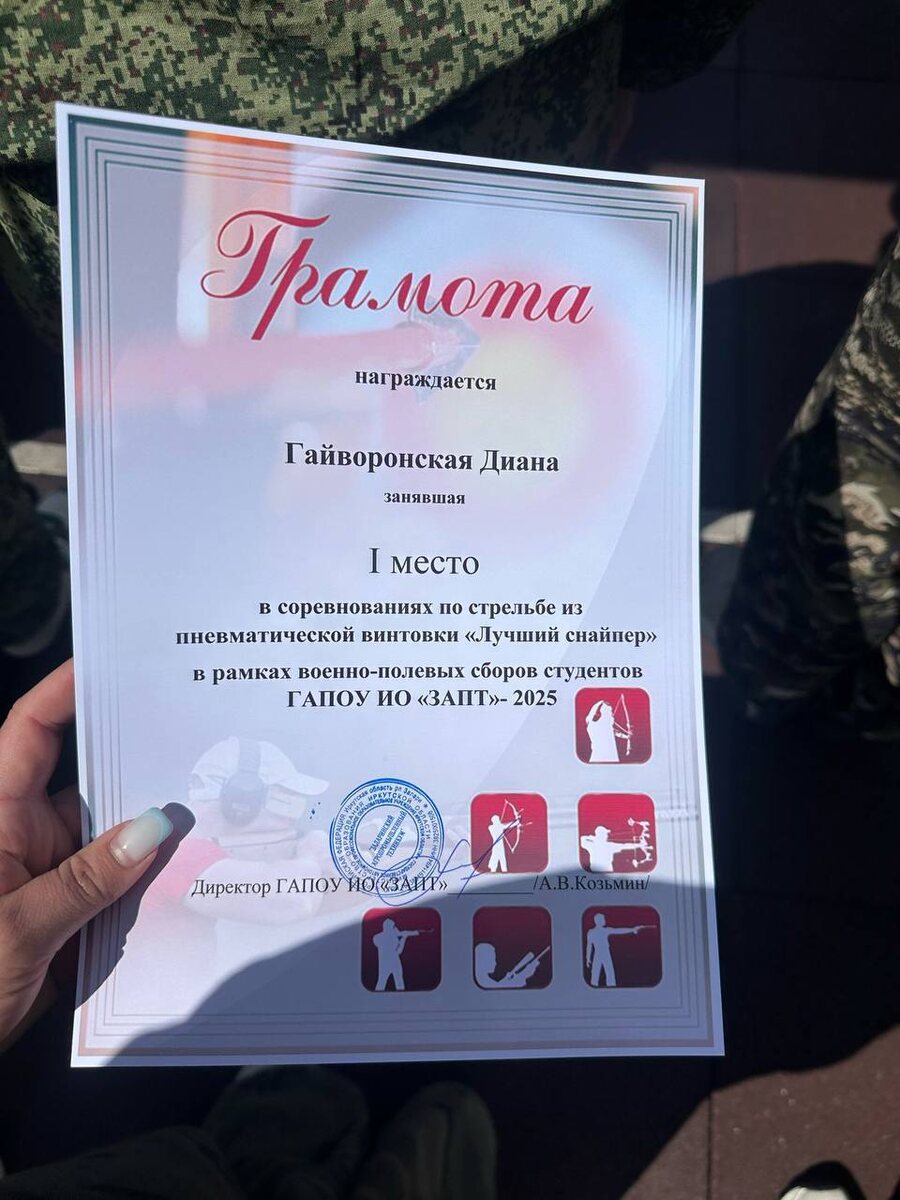 Грамота
награждается
Гайворонская Диана
занявшая
I место
в соревнованиях по стрельбе из
пневматической винтовки «Лучший снайпер»
в рамках военно-полевых сборов студентов
ГАПОУ ИО «ЗАПТ»- 2025
Директор ГАПОУ ИО «ЗАПТ» ________/А.В.Козьмин/